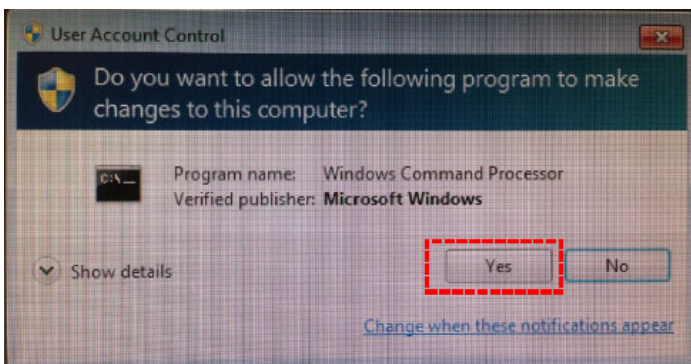 User Account Control
Do you want to allow the following program to make
changes to this computer?
C:\
Program name: Windows Command Processor
Verified publisher: Microsoft Windows
Show details
Yes
No
Change when these notifications appear